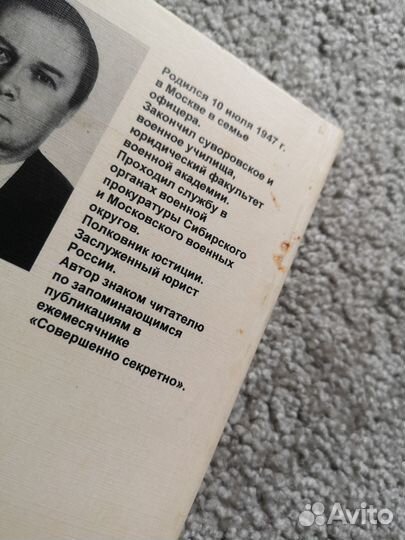 Родился 10 июля 1947 г.
в Москве в семье
офицера.
Закончил суворовское и
военное училища,
юридический факультет
военной академии.
Проходил службу в
органах военной
прокуратуры Сибирского
и Московского военных
округов.
Полковник юстиции.
Заслуженный юрист
России.
Автор знаком читателю
по запоминающимся
публикациям в
ежемесячнике
«Совершенно секретно».
Avito